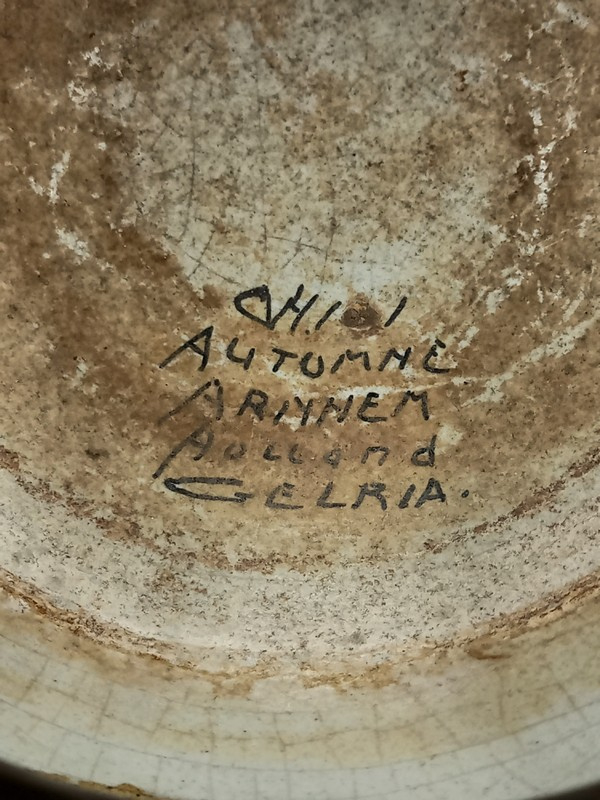 AUTOMNE
ARNHEM
Holland
GELRIA.